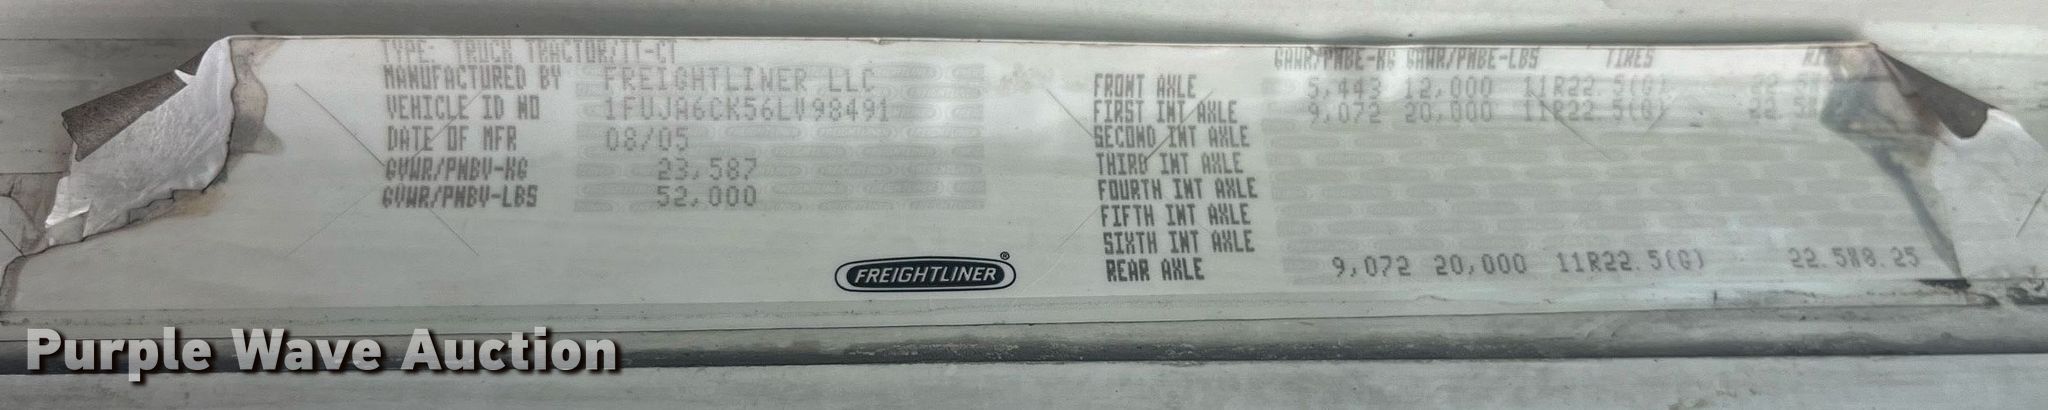 TYPE: TRUCK TRACTOR/TT-CT
MANUFACTURED BY FREIGHTLINER LLC
VEHICLE ID NO 1FUJA6CK56LV98491
DATE OF MFR 08/05
GVWR/PNBV-KG 23,587
GVWR/PNBV-LBS 52,000
FREIGHTLINER®
GAWR/PNBE-KG GAWR/PNBE-LBS TIRES
FRONT AXLE 5,443 12,000 11R22.5(G)
FIRST INT AXLE 9,072 20,000 11R22.5(G)
SECOND INT AXLE
THIRD INT AXLE
FOURTH INT AXLE
FIFTH INT AXLE
SIXTH INT AXLE
REAR AXLE 9,072 20,000 11R22.5(G) 22.5X8.25
Purple Wave Auction